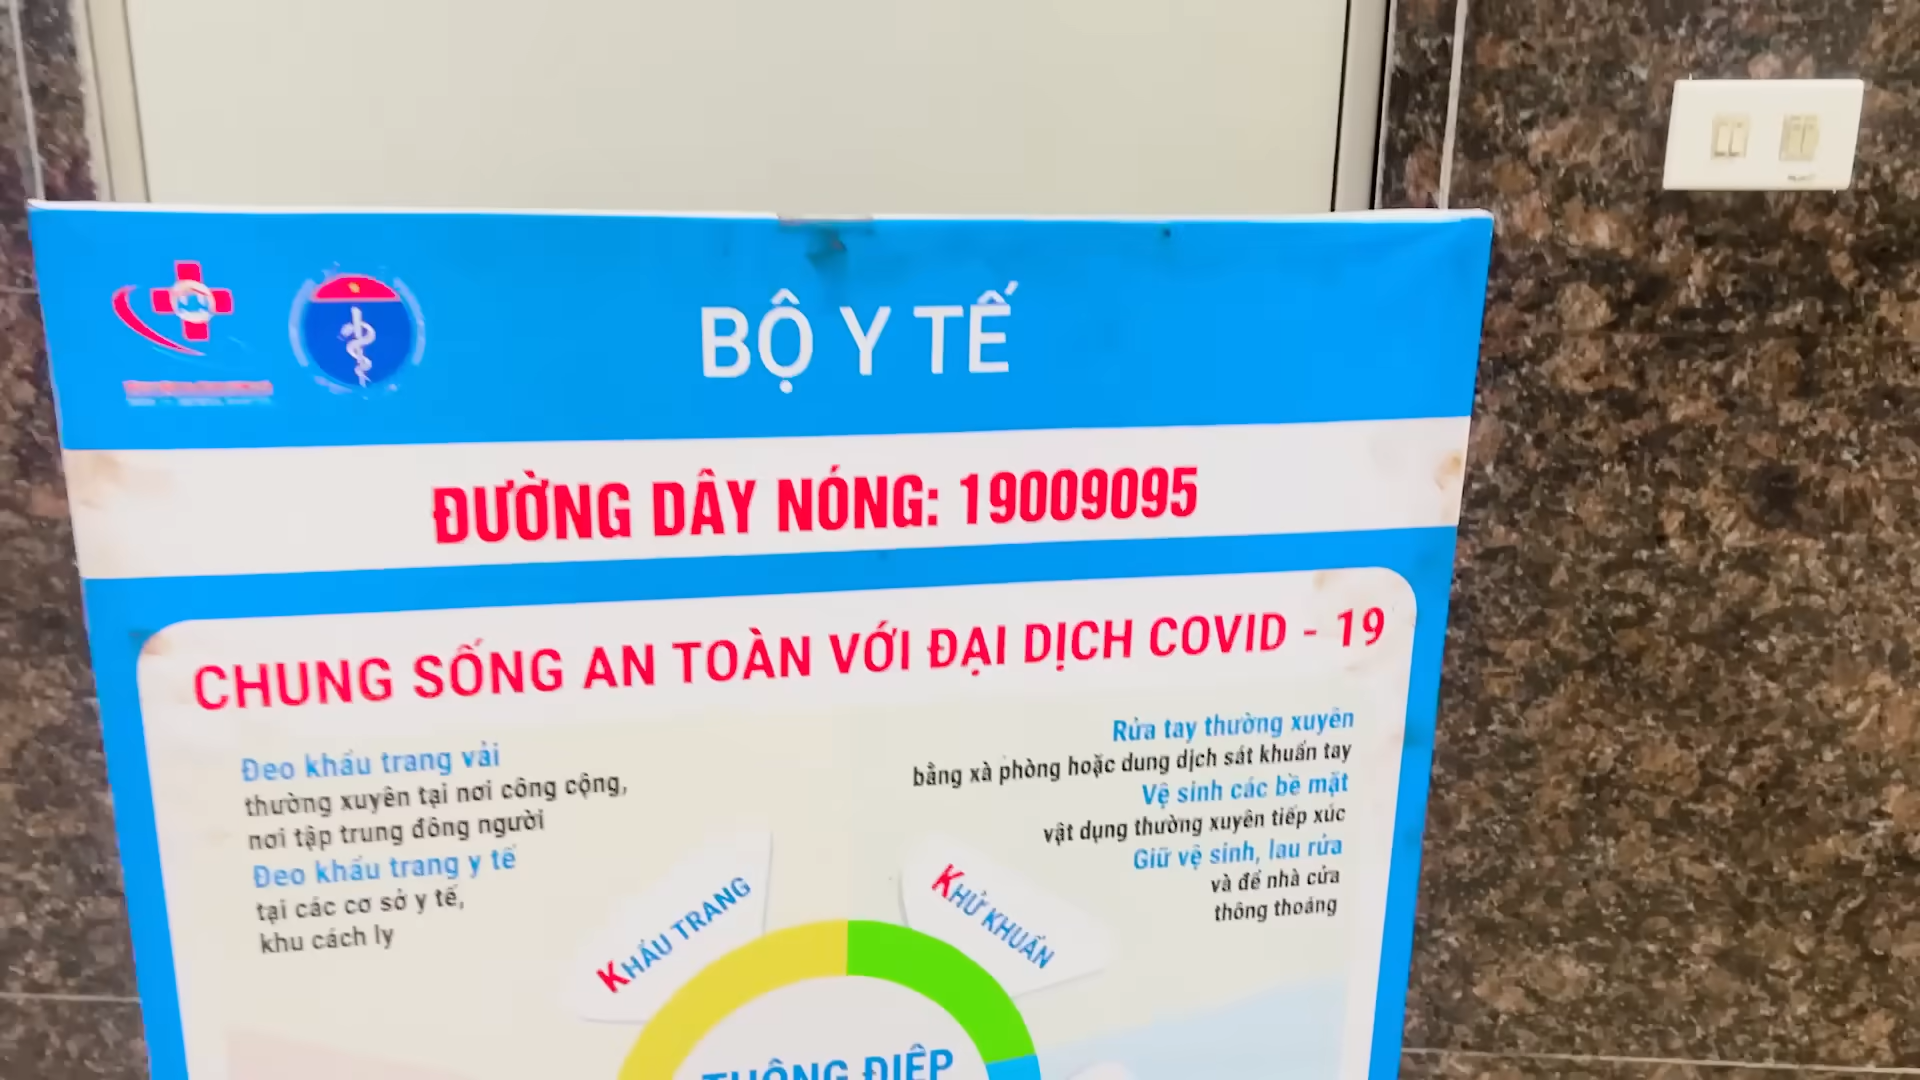 BỘ Y TẾ
ĐƯỜNG DÂY NÓNG: 19009095
CHUNG SỐNG AN TOÀN VỚI ĐẠI DỊCH COVID - 19
Đeo khẩu trang vải
thường xuyên tại nơi công cộng,
nơi tập trung đông người
Đeo khẩu trang y tế
tại các cơ sở y tế,
khu cách ly
Rửa tay thường xuyên
bằng xà phòng hoặc dung dịch sát khuẩn tay
Vệ sinh các bề mặt
vật dụng thường xuyên tiếp xúc
Giữ vệ sinh, lau rửa
và để nhà cửa
thông thoáng
KHẨU TRANG
KHỬ KHUẨN
THÔNG ĐIỆP